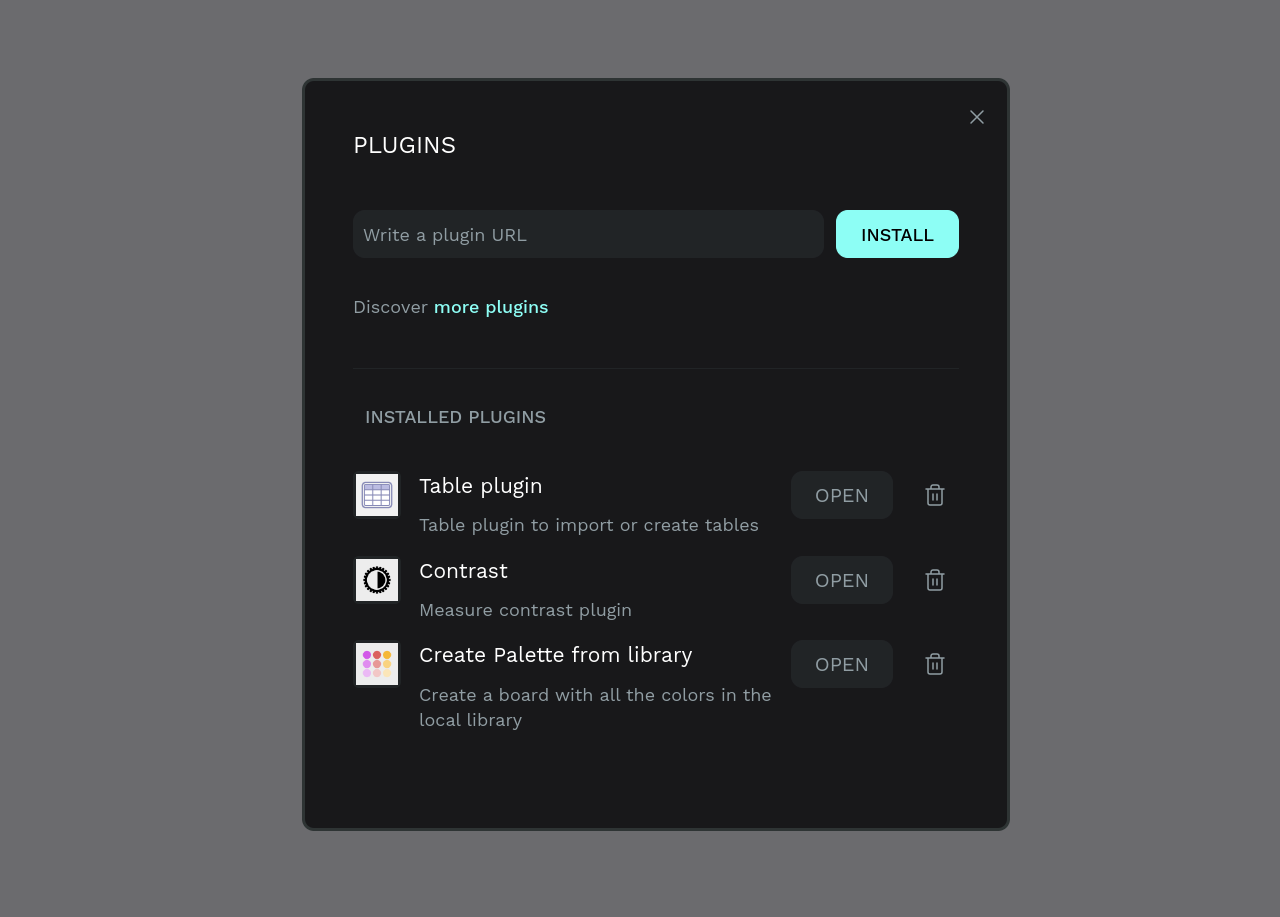 PLUGINS
Write a plugin URL
INSTALL
Discover more plugins
INSTALLED PLUGINS
Table plugin
OPEN
Table plugin to import or create tables
Contrast
OPEN
Measure contrast plugin
Create Palette from library
OPEN
Create a board with all the colors in the
local library